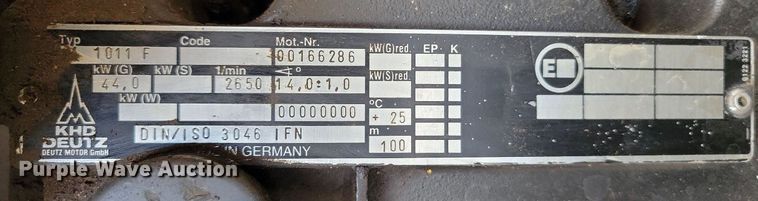 Typ Code Mot.-Nr. kW(G)red. EP K
1011 F 00166286
kW (G) kW (S) 1/min kW(S)red.
44,0 2650 14,0:1,0
kW (W) °C
00000000 + 25
DIN/ISO 3046 IFN m
100
KHD
DEUTZ
DEUTZ MOTOR GmbH
IN GERMANY
E
0122 3221
Purple Wave Auction